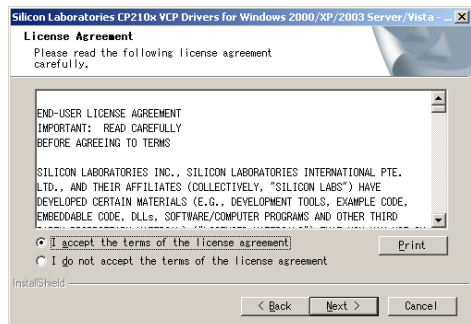 Silicon Laboratories CP210x VCP Drivers for Windows 2000/XP/2003 Server/Vista - ...
License Agreement
Please read the following license agreement
carefully.
END-USER LICENSE AGREEMENT
IMPORTANT: READ CAREFULLY
BEFORE AGREEING TO TERMS
SILICON LABORATORIES INC., SILICON LABORATORIES INTERNATIONAL PTE.
LTD., AND THEIR AFFILIATES (COLLECTIVELY, "SILICON LABS") HAVE
DEVELOPED CERTAIN MATERIALS (E.G., DEVELOPMENT TOOLS, EXAMPLE CODE,
EMBEDDABLE CODE, DLLs, SOFTWARE/COMPUTER PROGRAMS AND OTHER THIRD
I accept the terms of the license agreement
Print
I do not accept the terms of the license agreement
InstallShield
< Back
Next >
Cancel